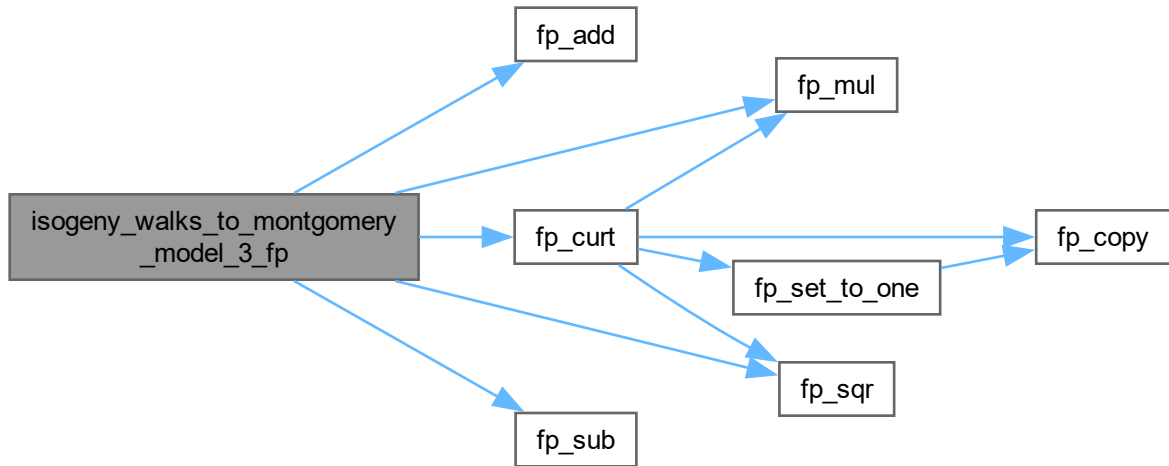 fp_add
fp_mul
isogeny_walks_to_montgomery
_model_3_fp
fp_curt
fp_copy
fp_set_to_one
fp_sqr
fp_sub